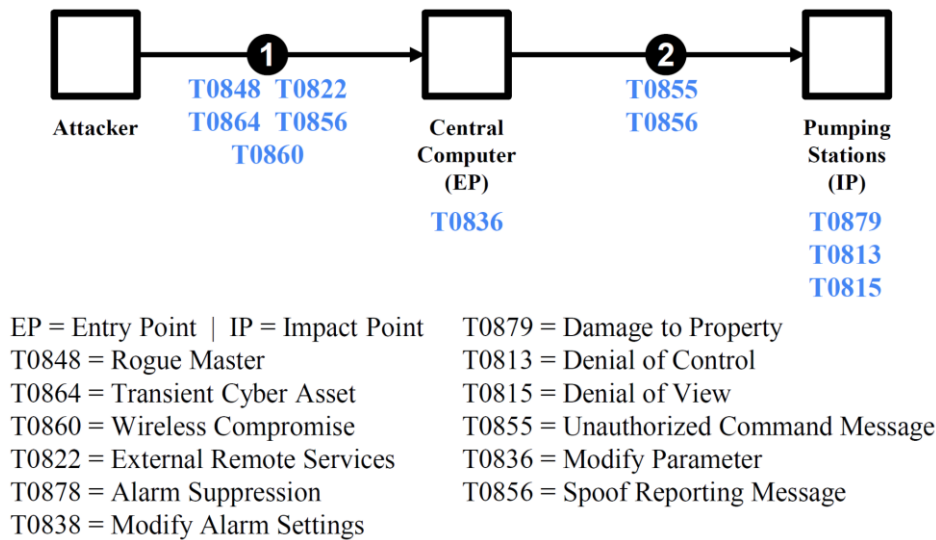 1
2
T0848 T0822
T0864 T0856
T0860
T0855
T0856
Attacker
Central
Computer
(EP)
T0836
Pumping
Stations
(IP)
T0879
T0813
T0815
EP = Entry Point | IP = Impact Point
T0848 = Rogue Master
T0864 = Transient Cyber Asset
T0860 = Wireless Compromise
T0822 = External Remote Services
T0878 = Alarm Suppression
T0838 = Modify Alarm Settings
T0879 = Damage to Property
T0813 = Denial of Control
T0815 = Denial of View
T0855 = Unauthorized Command Message
T0836 = Modify Parameter
T0856 = Spoof Reporting Message